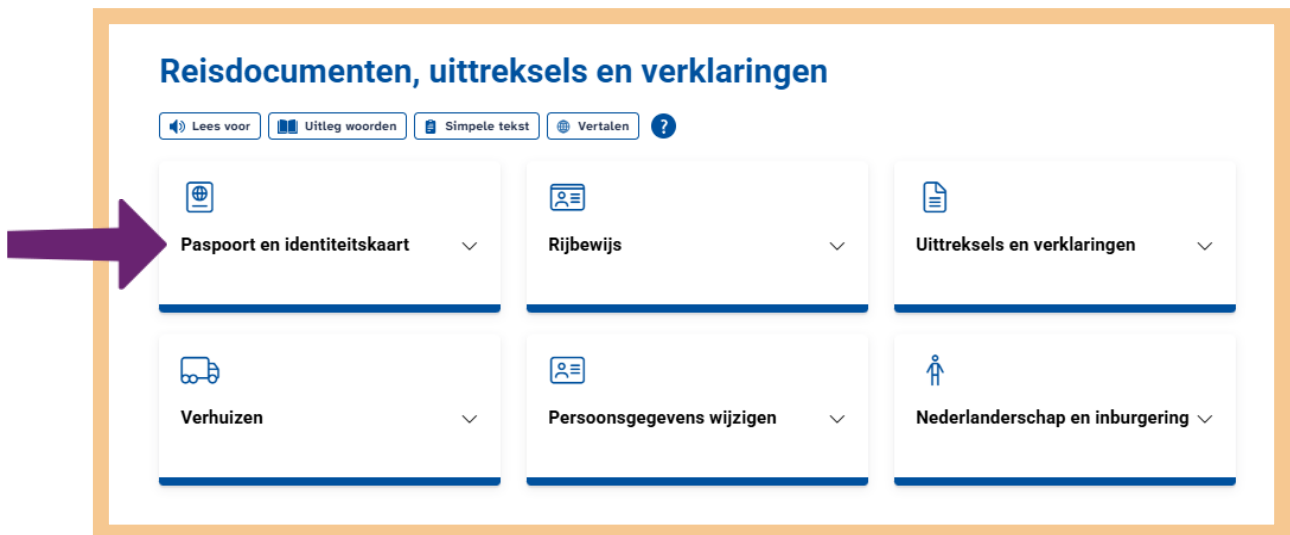 Reisdocumenten, uittreksels en verklaringen
Lees voor
Uitleg woorden
Simpele tekst
Vertalen
?
Paspoort en identiteitskaart
Rijbewijs
Uittreksels en verklaringen
Verhuizen
Persoonsgegevens wijzigen
Nederlanderschap en inburgering